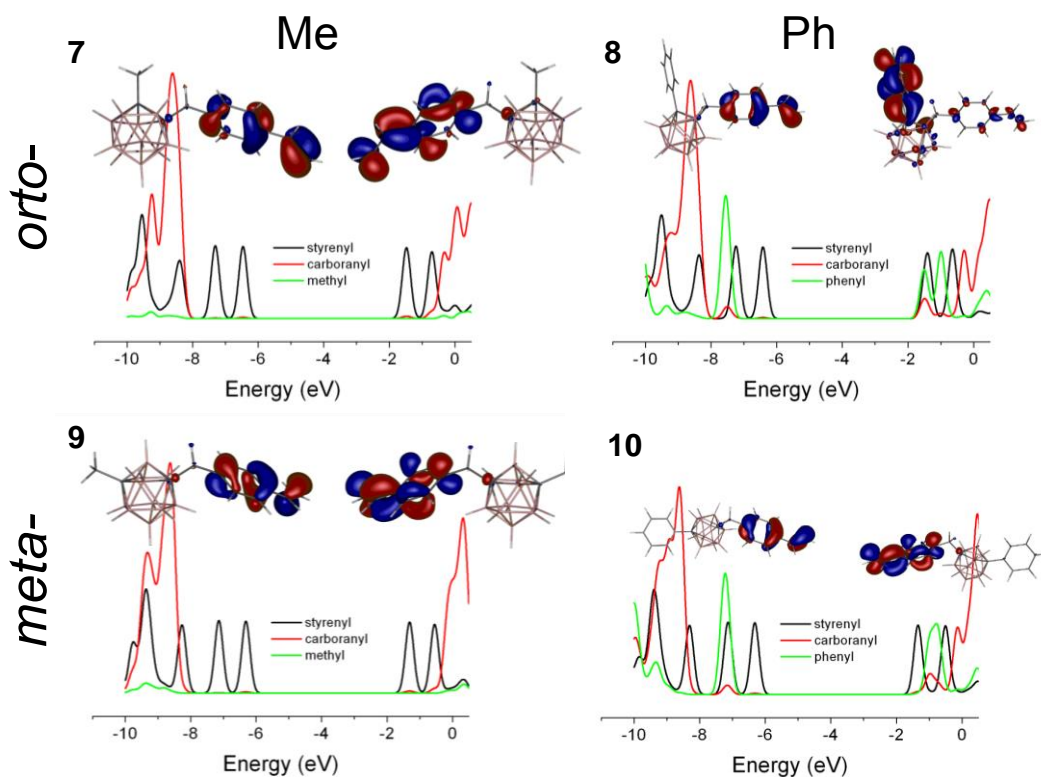 Me
Ph
orto-
meta-
7
styrenyl
carboranyl
methyl
-10 -8 -6 -4 -2 0
Energy (eV)
8
styrenyl
carboranyl
phenyl
-10 -8 -6 -4 -2 0
Energy (eV)
9
styrenyl
carboranyl
methyl
-10 -8 -6 -4 -2 0
Energy (eV)
10
styrenyl
carboranyl
phenyl
-10 -8 -6 -4 -2 0
Energy (eV)